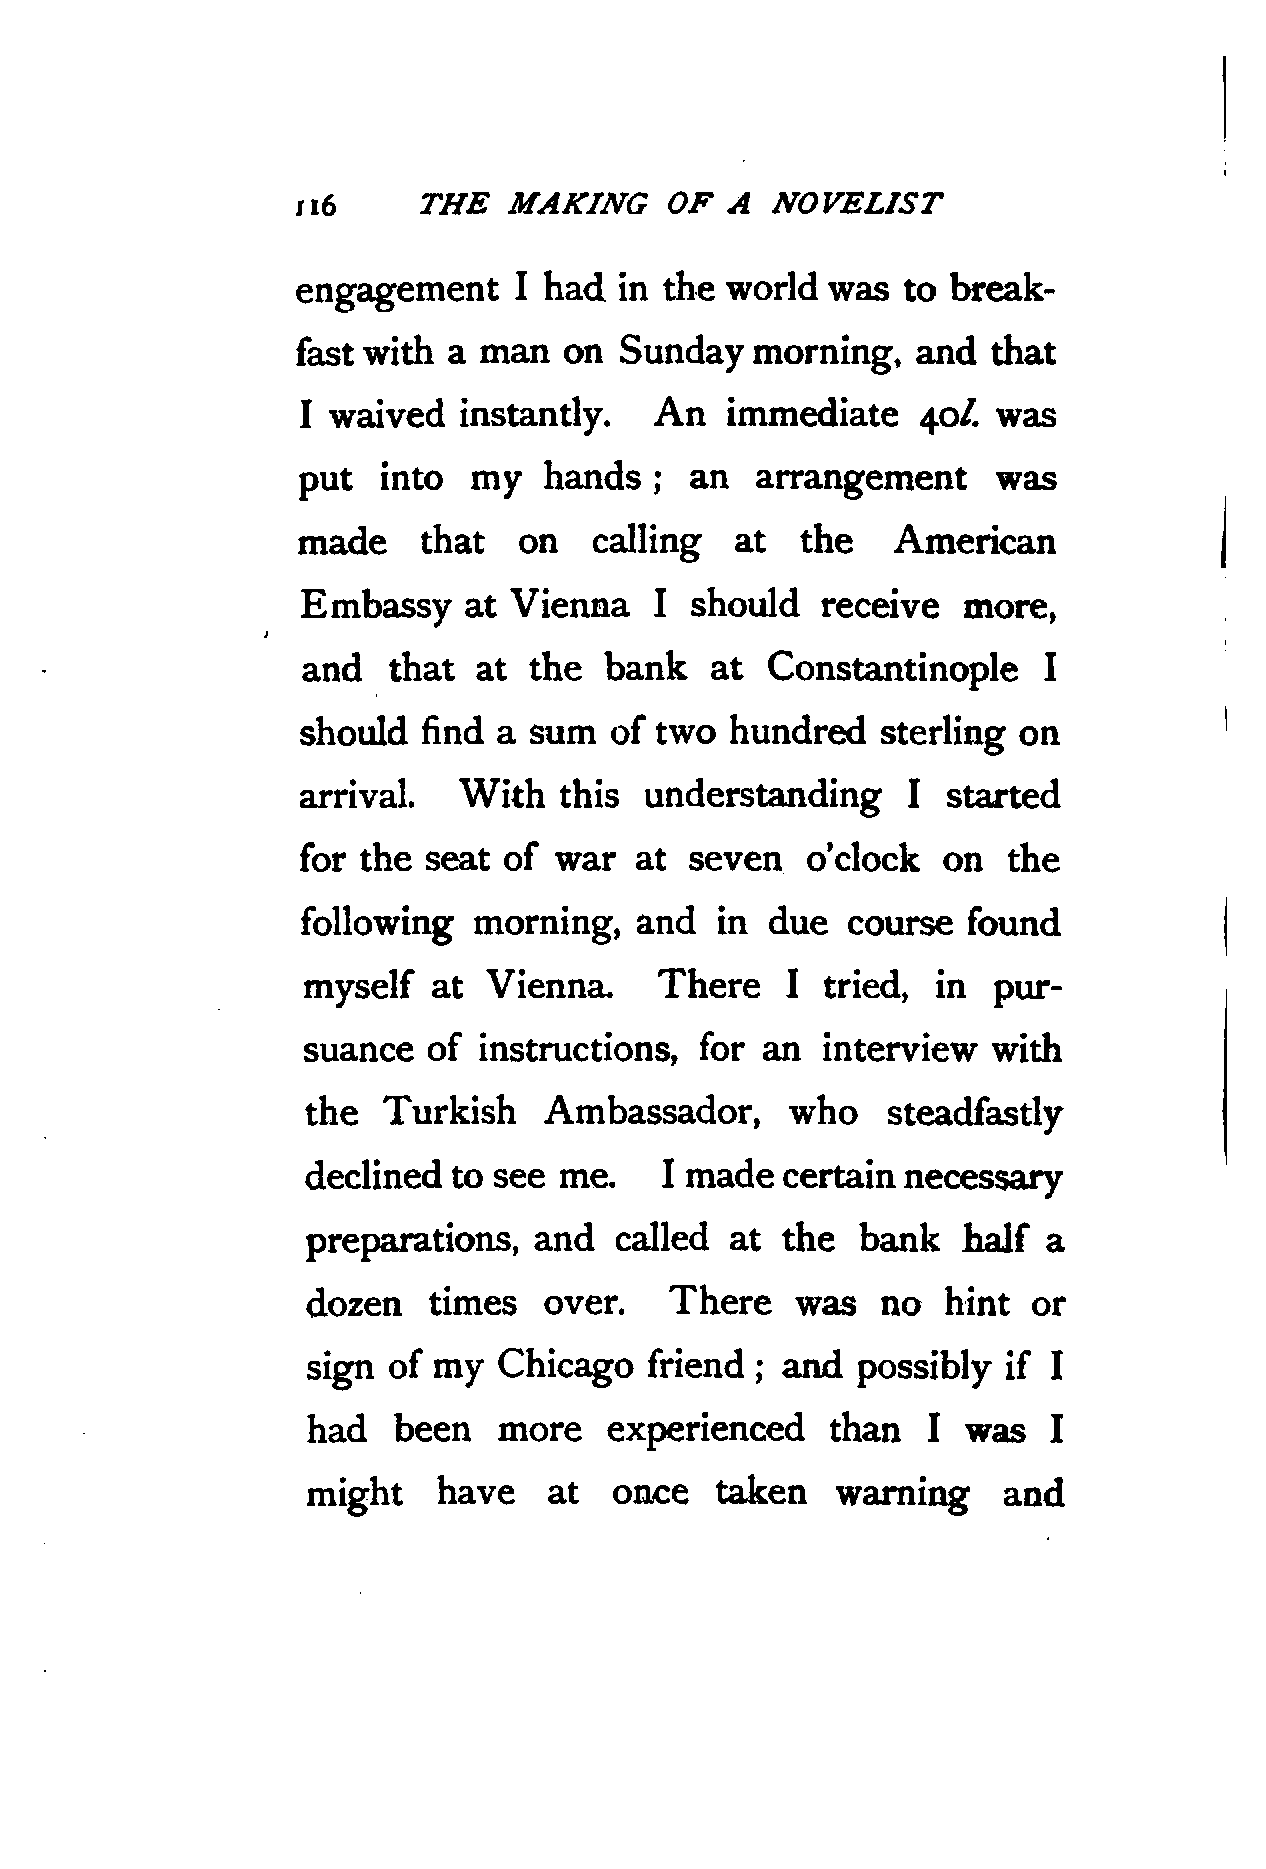 116 THE MAKING OF A NOVELIST
engagement I had in the world was to break-
fast with a man on Sunday morning, and that
I waived instantly. An immediate 40l. was
put into my hands ; an arrangement was
made that on calling at the American
Embassy at Vienna I should receive more,
and that at the bank at Constantinople I
should find a sum of two hundred sterling on
arrival. With this understanding I started
for the seat of war at seven o'clock on the
following morning, and in due course found
myself at Vienna. There I tried, in pur-
suance of instructions, for an interview with
the Turkish Ambassador, who steadfastly
declined to see me. I made certain necessary
preparations, and called at the bank half a
dozen times over. There was no hint or
sign of my Chicago friend ; and possibly if I
had been more experienced than I was I
might have at once taken warning and